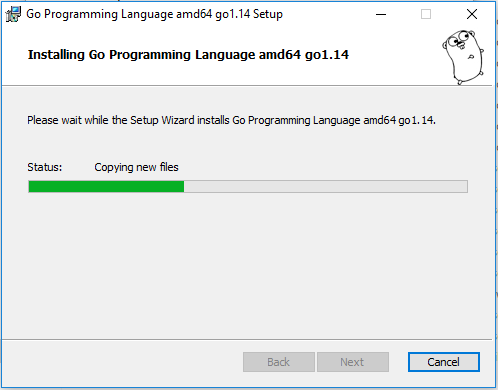 Go Programming Language amd64 go1.14 Setup
Installing Go Programming Language amd64 go1.14
Please wait while the Setup Wizard installs Go Programming Language amd64 go1.14.
Status: Copying new files
Back Next Cancel